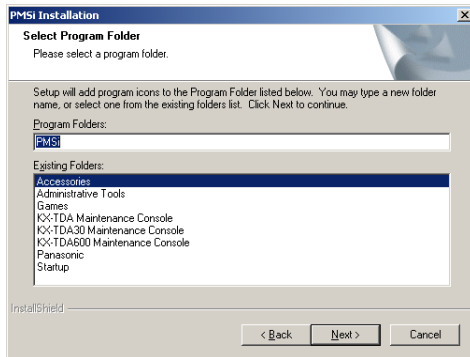 PMSi Installation
Select Program Folder
Please select a program folder.
Setup will add program icons to the Program Folder listed below. You may type a new folder
name, or select one from the existing folders list. Click Next to continue.
Program Folders:
PMSi
Existing Folders:
Accessories
Administrative Tools
Games
KX-TDA Maintenance Console
KX-TDA30 Maintenance Console
KX-TDA600 Maintenance Console
Panasonic
Startup
InstallShield
< Back
Next >
Cancel